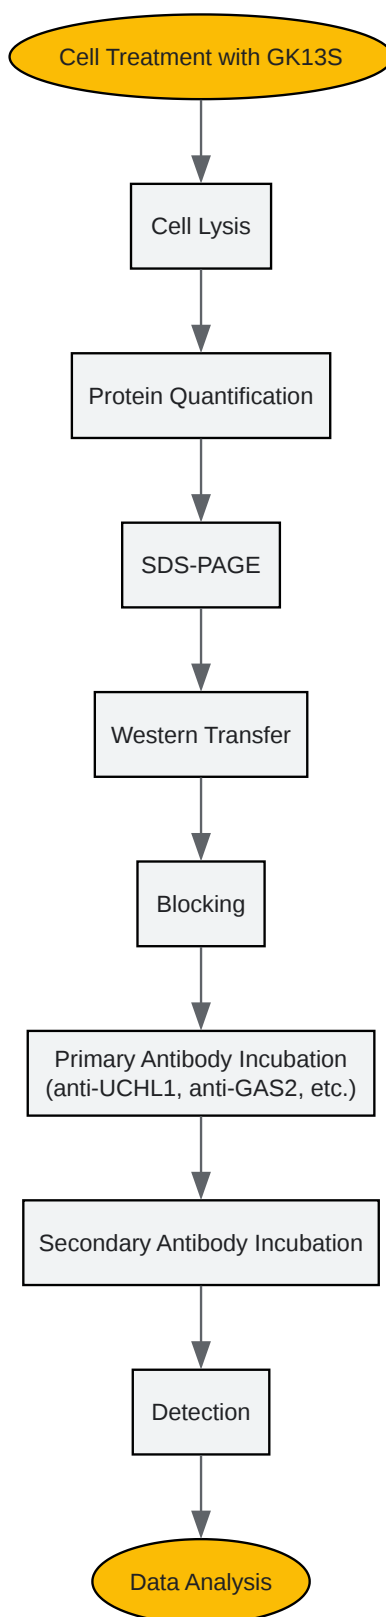 Cell Treatment with GK13S
Cell Lysis
Protein Quantification
SDS-PAGE
Western Transfer
Blocking
Primary Antibody Incubation
(anti-UCHL1, anti-GAS2, etc.)
Secondary Antibody Incubation
Detection
Data Analysis